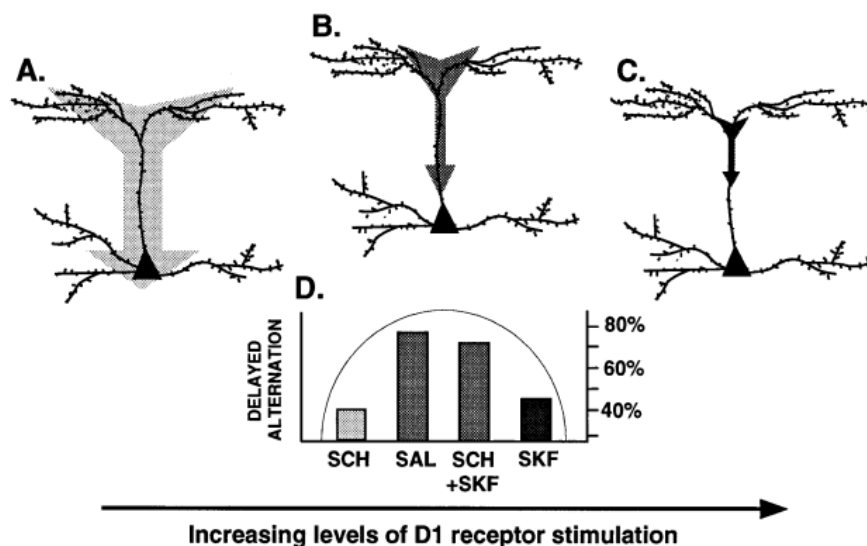 A.
B.
C.
D.
DELAYED
ALTERNATION
80%
60%
40%
SCH SAL SCH SKF
+SKF
Increasing levels of D1 receptor stimulation